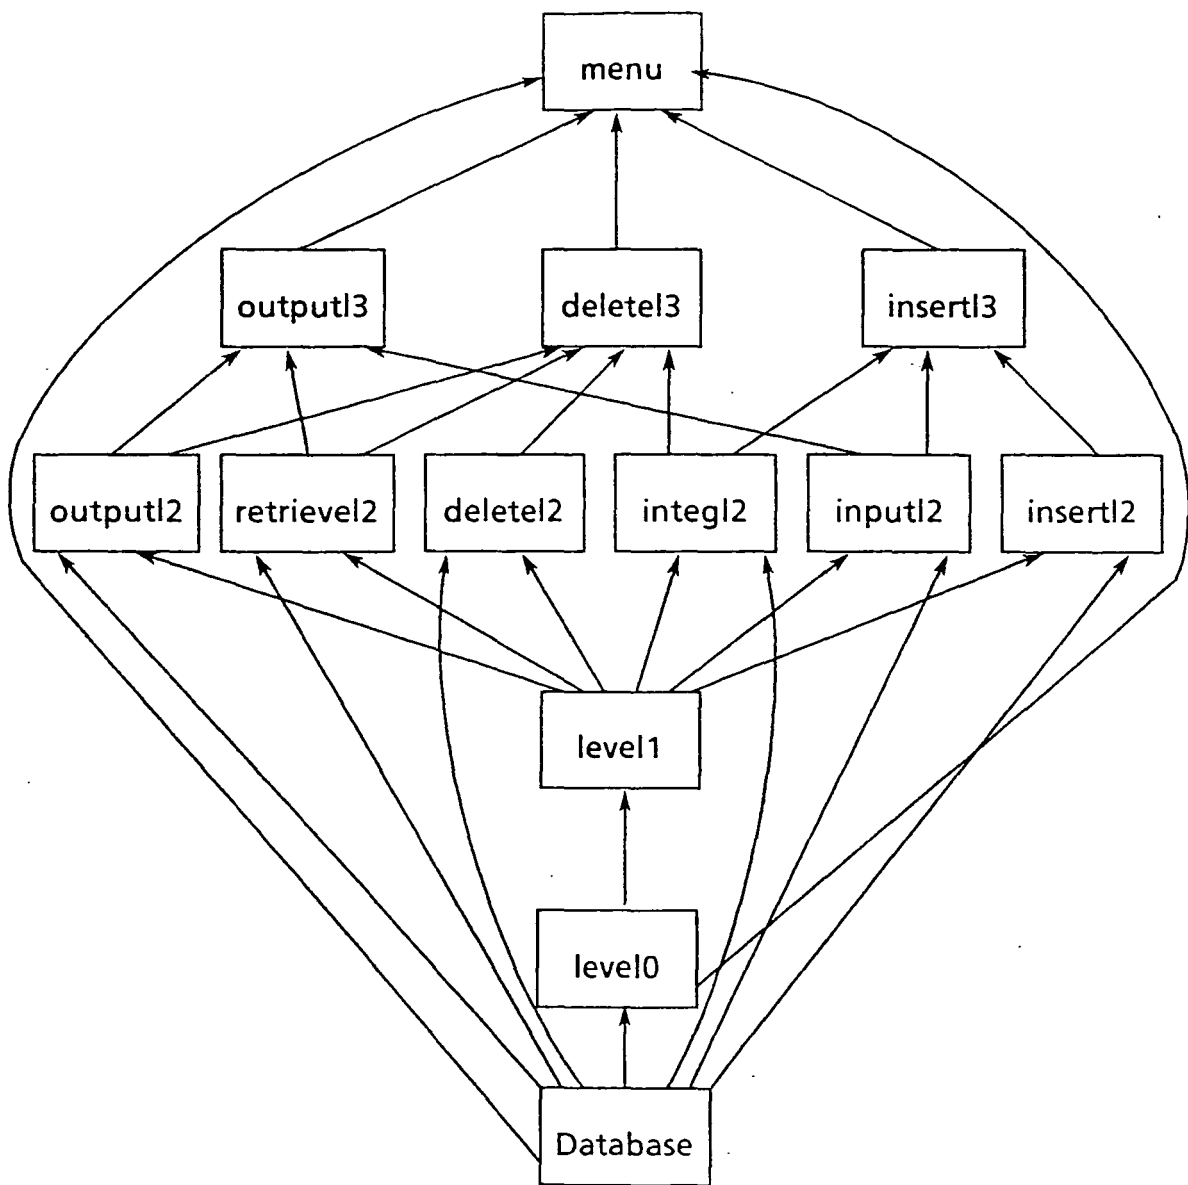 menu
outputl3
deletel3
insertl3
outputl2
retrievel2
deletel2
integl2
inputl2
insertl2
level1
level0
Database